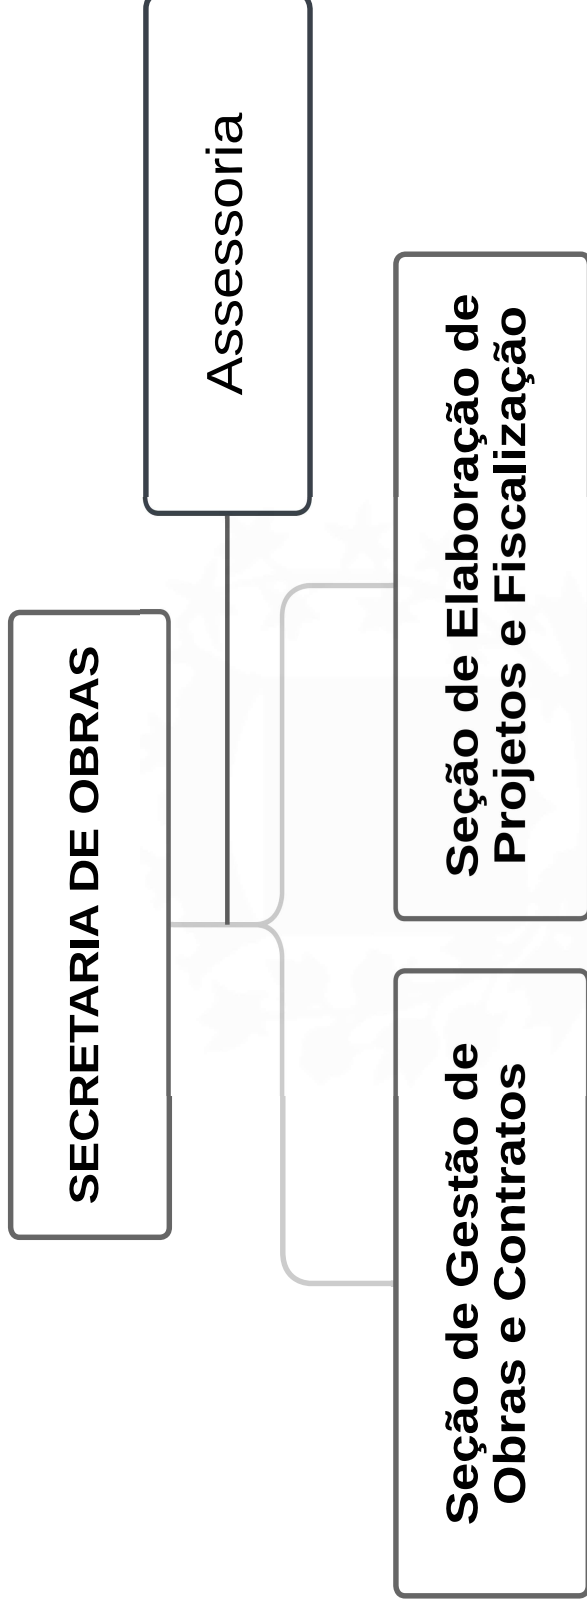 SECRETARIA DE OBRAS
Assessoria
Seção de Gestão de
Obras e Contratos
Seção de Elaboração de
Projetos e Fiscalização